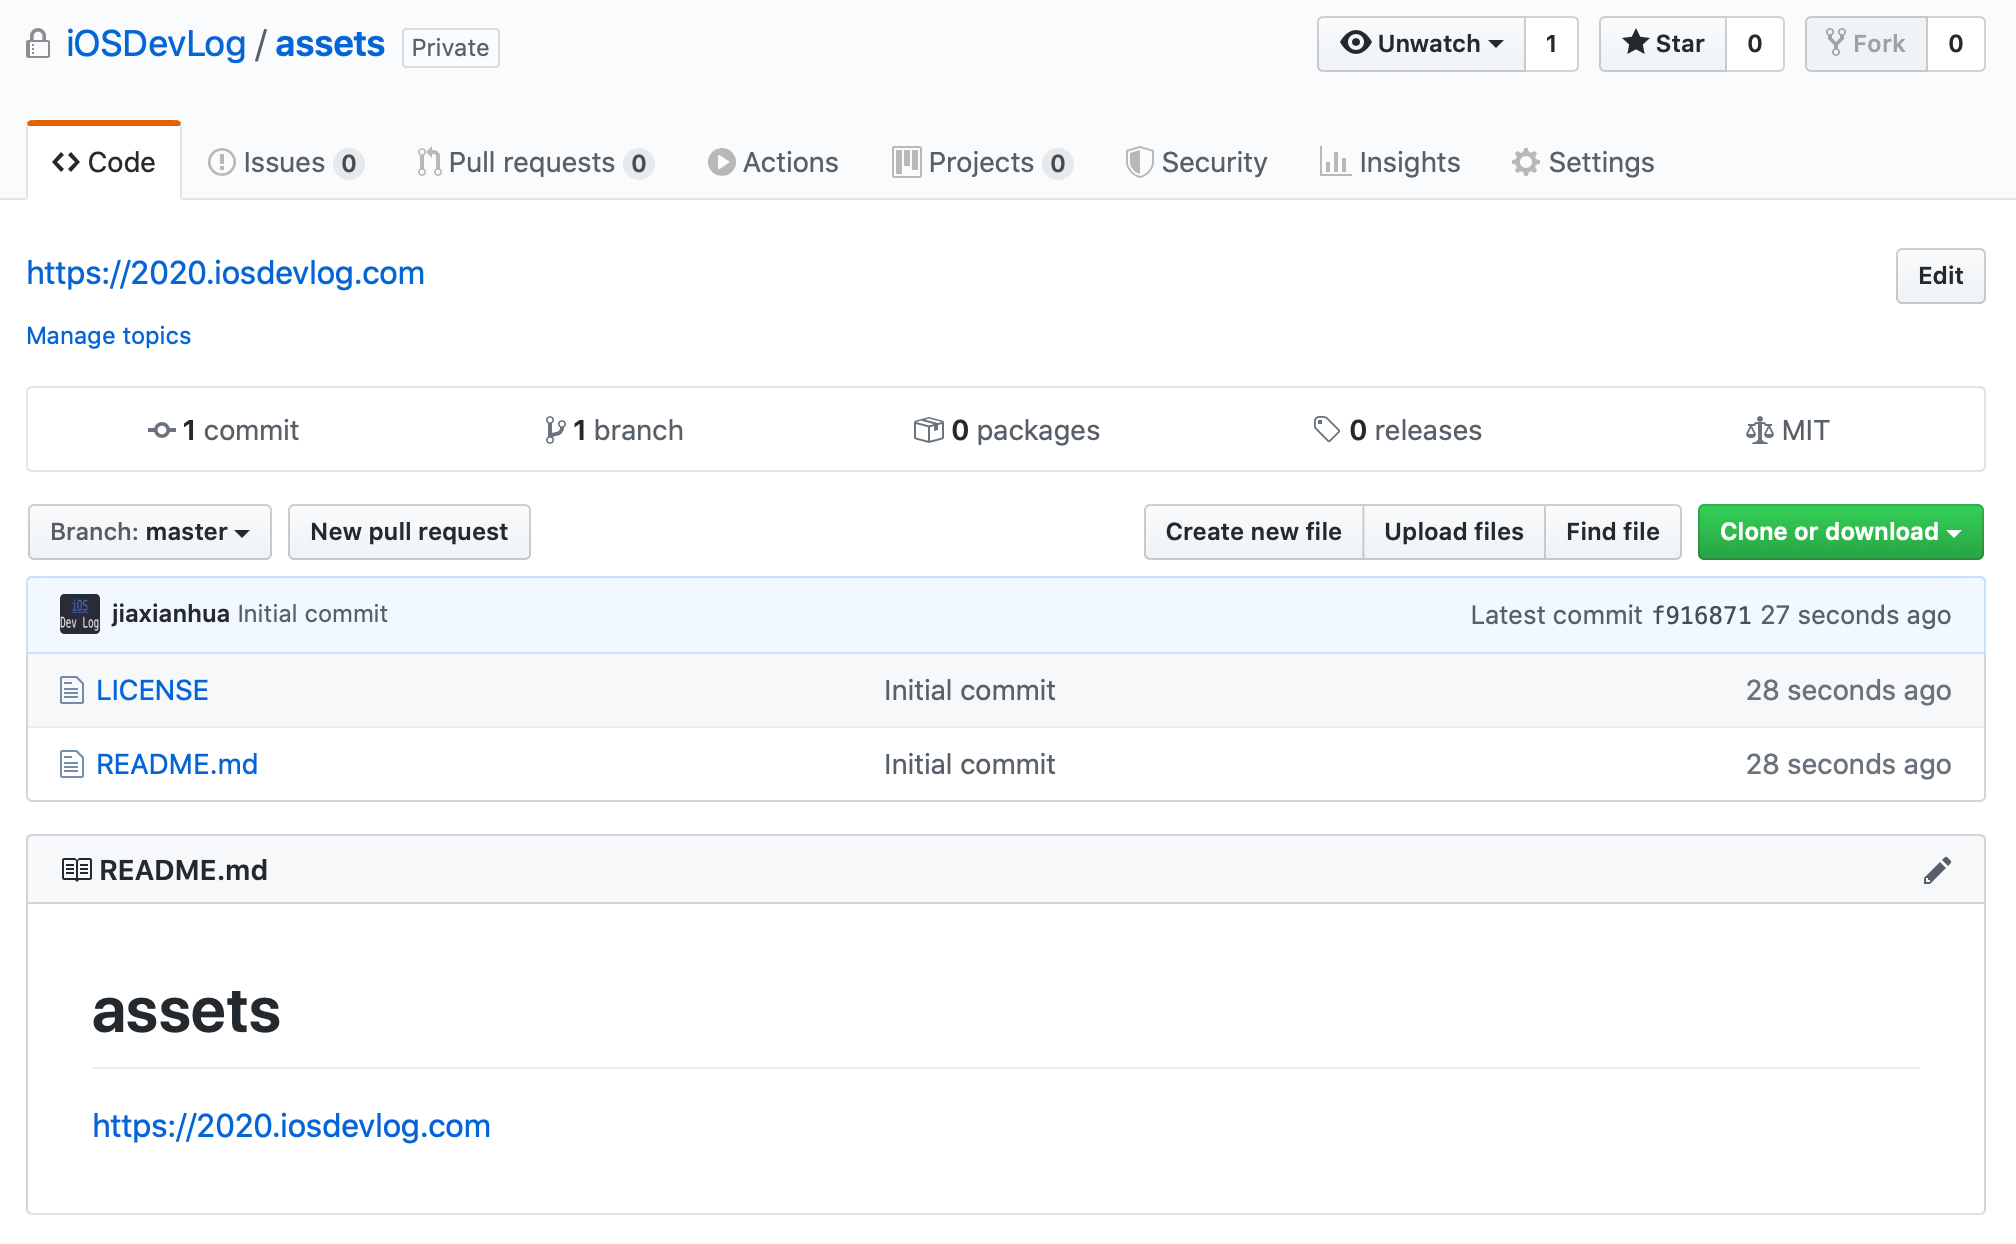 iOSDevLog / assets Private Unwatch 1 Star 0 Fork 0
Code Issues 0 Pull requests 0 Actions Projects 0 Security Insights Settings
https://2020.iosdevlog.com Edit
Manage topics
1 commit 1 branch 0 packages 0 releases MIT
Branch: master New pull request Create new file Upload files Find file Clone or download
iOS
Dev Log
jiaxianhua Initial commit Latest commit f916871 27 seconds ago
LICENSE Initial commit 28 seconds ago
README.md Initial commit 28 seconds ago
README.md
assets
https://2020.iosdevlog.com